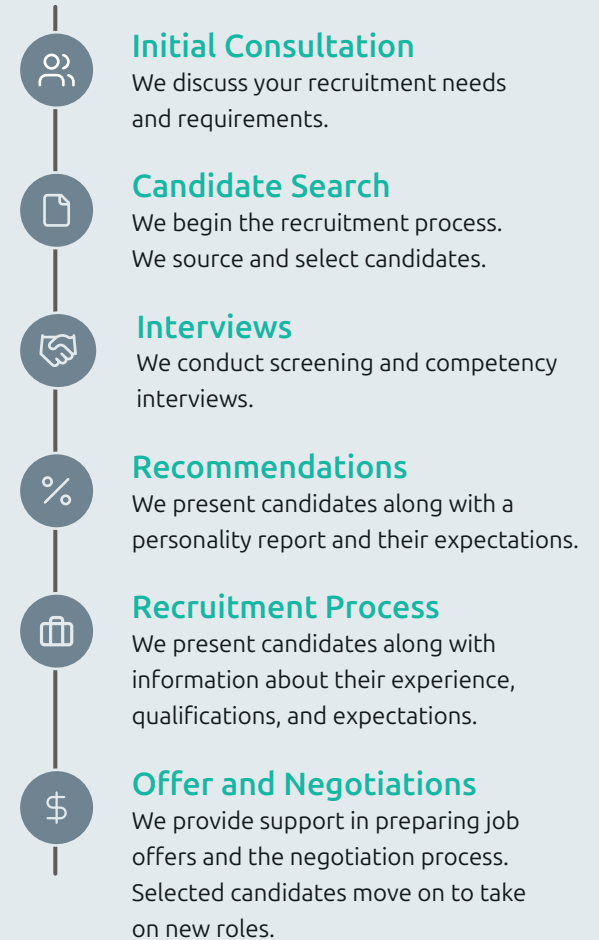 Initial Consultation
We discuss your recruitment needs
and requirements.
Candidate Search
We begin the recruitment process.
We source and select candidates.
Interviews
We conduct screening and competency
interviews.
Recommendations
We present candidates along with a
personality report and their expectations.
Recruitment Process
We present candidates along with
information about their experience,
qualifications, and expectations.
Offer and Negotiations
We provide support in preparing job
offers and the negotiation process.
Selected candidates move on to take
on new roles.